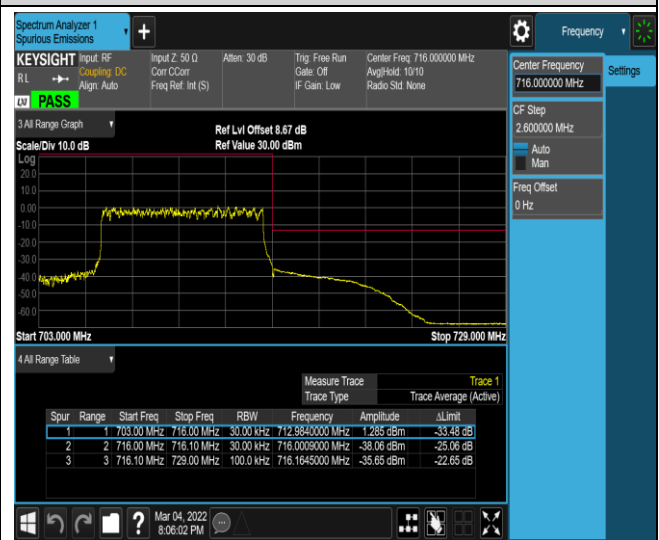 Spectrum Analyzer 1
Spurious Emissions
Frequency
KEYSIGHT Input: RF Input Z: 50 Ω Atten: 30 dB Trig: Free Run Center Freq: 716.000000 MHz
RL Coupling: DC Corr CCorr Gate: Off Avg|Hold: 10/10
Align: Auto Freq Ref: Int (S) IF Gain: Low Radio Std: None
PASS
Center Frequency
716.000000 MHz
Settings
CF Step
2.600000 MHz
Auto
Man
Freq Offset
0 Hz
3 All Range Graph
Ref Lvl Offset 8.67 dB
Scale/Div 10.0 dB Ref Value 30.00 dBm
Log
20.0
10.0
0.00
-10.0
-20.0
-30.0
-40.0
-50.0
-60.0
Start 703.000 MHz Stop 729.000 MHz
4 All Range Table
Measure Trace Trace 1
Trace Type Trace Average (Active)
Spur Range Start Freq Stop Freq RBW Frequency Amplitude ΔLimit
1 1 703.00 MHz 716.00 MHz 30.00 kHz 712.9840000 MHz 1.285 dBm -33.48 dB
2 2 716.00 MHz 716.10 MHz 30.00 kHz 716.0009000 MHz -38.06 dBm -25.06 dB
3 3 716.10 MHz 729.00 MHz 100.0 kHz 716.1645000 MHz -35.65 dBm -22.65 dB
Mar 04, 2022
8:06:02 PM